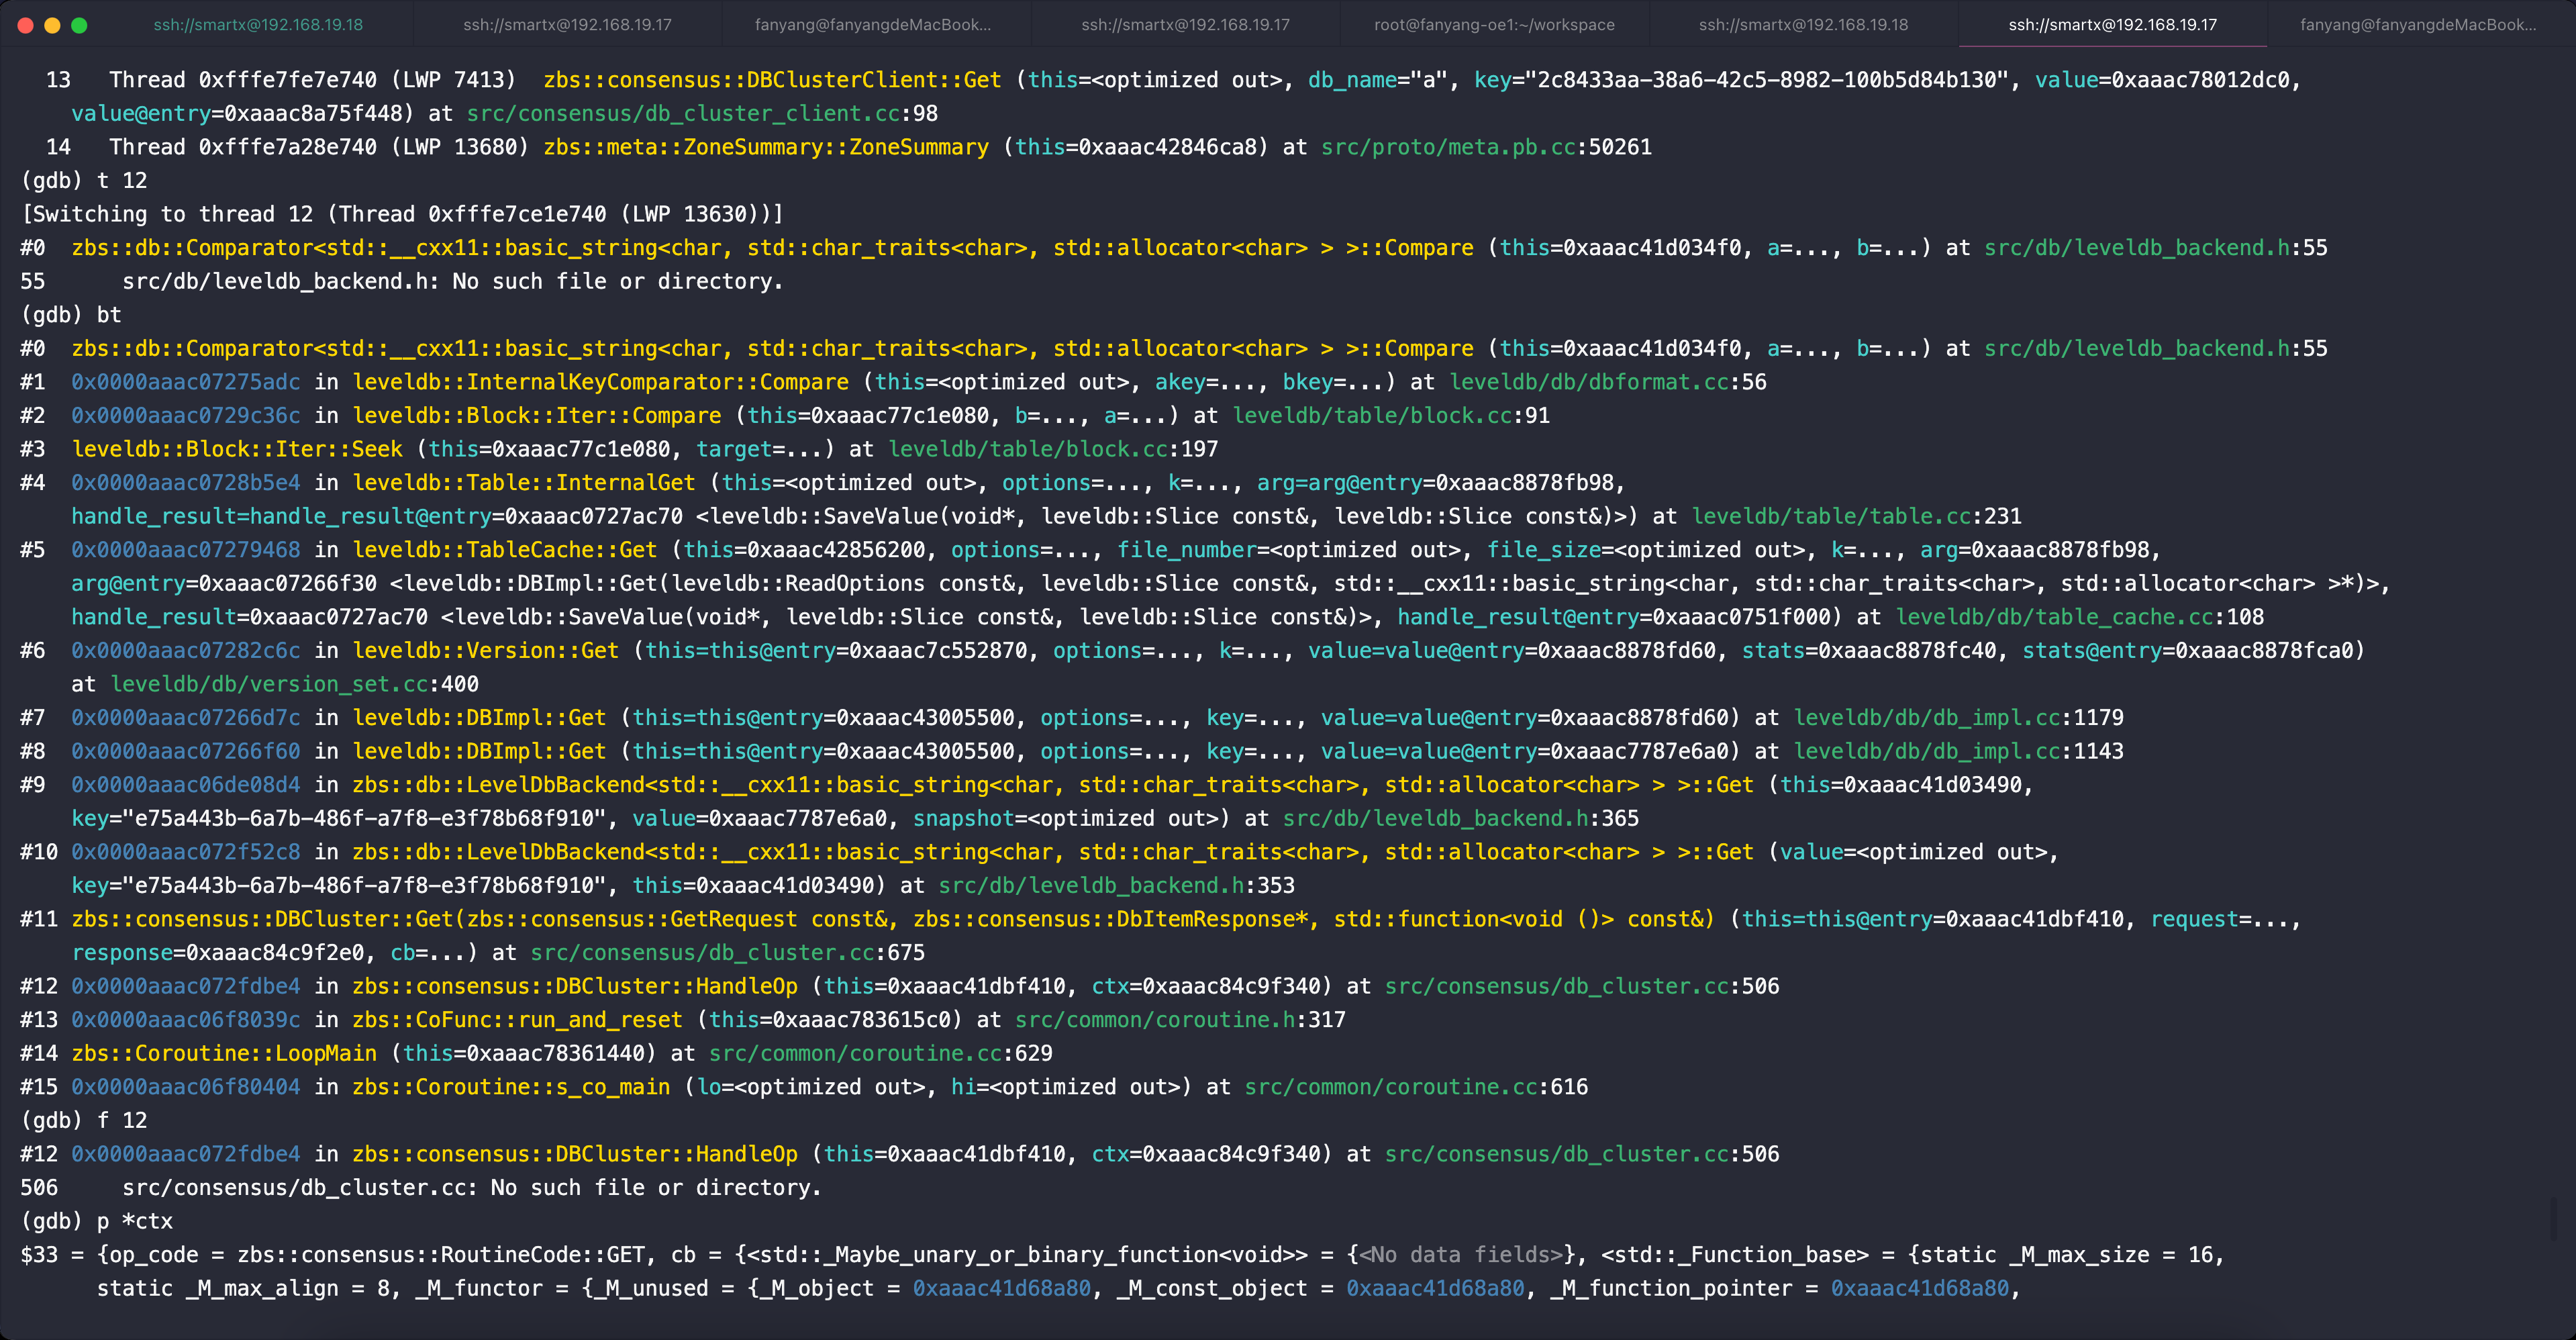 ssh://smartx@192.168.19.18 ssh://smartx@192.168.19.17 fanyang@fanyangdeMacBook... ssh://smartx@192.168.19.17 root@fanyang-oe1:~/workspace ssh://smartx@192.168.19.18 ssh://smartx@192.168.19.17 fanyang@fanyangdeMacBook...
13 Thread 0xfffe7fe7e740 (LWP 7413) zbs::consensus::DBClusterClient::Get (this=<optimized out>, db_name="a", key="2c8433aa-38a6-42c5-8982-100b5d84b130", value=0xaaac78012dc0,
value@entry=0xaaac8a75f448) at src/consensus/db_cluster_client.cc:98
14 Thread 0xfffe7a28e740 (LWP 13680) zbs::meta::ZoneSummary::ZoneSummary (this=0xaaac42846ca8) at src/proto/meta.pb.cc:50261
(gdb) t 12
[Switching to thread 12 (Thread 0xfffe7ce1e740 (LWP 13630))]
#0 zbs::db::Comparator<std::__cxx11::basic_string<char, std::char_traits<char>, std::allocator<char> > >::Compare (this=0xaaac41d034f0, a=..., b=...) at src/db/leveldb_backend.h:55
55 src/db/leveldb_backend.h: No such file or directory.
(gdb) bt
#0 zbs::db::Comparator<std::__cxx11::basic_string<char, std::char_traits<char>, std::allocator<char> > >::Compare (this=0xaaac41d034f0, a=..., b=...) at src/db/leveldb_backend.h:55
#1 0x0000aaac07275adc in leveldb::InternalKeyComparator::Compare (this=<optimized out>, akey=..., bkey=...) at leveldb/db/dbformat.cc:56
#2 0x0000aaac0729c36c in leveldb::Block::Iter::Compare (this=0xaaac77c1e080, b=..., a=...) at leveldb/table/block.cc:91
#3 leveldb::Block::Iter::Seek (this=0xaaac77c1e080, target=...) at leveldb/table/block.cc:197
#4 0x0000aaac0728b5e4 in leveldb::Table::InternalGet (this=<optimized out>, options=..., k=..., arg=arg@entry=0xaaac8878fb98,
handle_result=handle_result@entry=0xaaac0727ac70 <leveldb::SaveValue(void*, leveldb::Slice const&, leveldb::Slice const&)>) at leveldb/table/table.cc:231
#5 0x0000aaac07279468 in leveldb::TableCache::Get (this=0xaaac42856200, options=..., file_number=<optimized out>, file_size=<optimized out>, k=..., arg=0xaaac8878fb98,
arg@entry=0xaaac07266f30 <leveldb::DBImpl::Get(leveldb::ReadOptions const&, leveldb::Slice const&, std::__cxx11::basic_string<char, std::char_traits<char>, std::allocator<char> >*)>,
handle_result=0xaaac0727ac70 <leveldb::SaveValue(void*, leveldb::Slice const&, leveldb::Slice const&)>, handle_result@entry=0xaaac0751f000) at leveldb/db/table_cache.cc:108
#6 0x0000aaac07282c6c in leveldb::Version::Get (this=this@entry=0xaaac7c552870, options=..., k=..., value=value@entry=0xaaac8878fd60, stats=0xaaac8878fc40, stats@entry=0xaaac8878fca0)
at leveldb/db/version_set.cc:400
#7 0x0000aaac07266d7c in leveldb::DBImpl::Get (this=this@entry=0xaaac43005500, options=..., key=..., value=value@entry=0xaaac8878fd60) at leveldb/db/db_impl.cc:1179
#8 0x0000aaac07266f60 in leveldb::DBImpl::Get (this=this@entry=0xaaac43005500, options=..., key=..., value=value@entry=0xaaac7787e6a0) at leveldb/db/db_impl.cc:1143
#9 0x0000aaac06de08d4 in zbs::db::LevelDbBackend<std::__cxx11::basic_string<char, std::char_traits<char>, std::allocator<char> > >::Get (this=0xaaac41d03490,
key="e75a443b-6a7b-486f-a7f8-e3f78b68f910", value=0xaaac7787e6a0, snapshot=<optimized out>) at src/db/leveldb_backend.h:365
#10 0x0000aaac072f52c8 in zbs::db::LevelDbBackend<std::__cxx11::basic_string<char, std::char_traits<char>, std::allocator<char> > >::Get (value=<optimized out>,
key="e75a443b-6a7b-486f-a7f8-e3f78b68f910", this=0xaaac41d03490) at src/db/leveldb_backend.h:353
#11 zbs::consensus::DBCluster::Get(zbs::consensus::GetRequest const&, zbs::consensus::DbItemResponse*, std::function<void ()> const&) (this=this@entry=0xaaac41dbf410, request=...,
response=0xaaac84c9f2e0, cb=...) at src/consensus/db_cluster.cc:675
#12 0x0000aaac072fdbe4 in zbs::consensus::DBCluster::HandleOp (this=0xaaac41dbf410, ctx=0xaaac84c9f340) at src/consensus/db_cluster.cc:506
#13 0x0000aaac06f8039c in zbs::CoFunc::run_and_reset (this=0xaaac783615c0) at src/common/coroutine.h:317
#14 zbs::Coroutine::LoopMain (this=0xaaac78361440) at src/common/coroutine.cc:629
#15 0x0000aaac06f80404 in zbs::Coroutine::s_co_main (lo=<optimized out>, hi=<optimized out>) at src/common/coroutine.cc:616
(gdb) f 12
#12 0x0000aaac072fdbe4 in zbs::consensus::DBCluster::HandleOp (this=0xaaac41dbf410, ctx=0xaaac84c9f340) at src/consensus/db_cluster.cc:506
506 src/consensus/db_cluster.cc: No such file or directory.
(gdb) p *ctx
$33 = {op_code = zbs::consensus::RoutineCode::GET, cb = {<std::_Maybe_unary_or_binary_function<void>> = {<No data fields>}, <std::_Function_base> = {static _M_max_size = 16,
static _M_max_align = 8, _M_functor = {_M_unused = {_M_object = 0xaaac41d68a80, _M_const_object = 0xaaac41d68a80, _M_function_pointer = 0xaaac41d68a80,